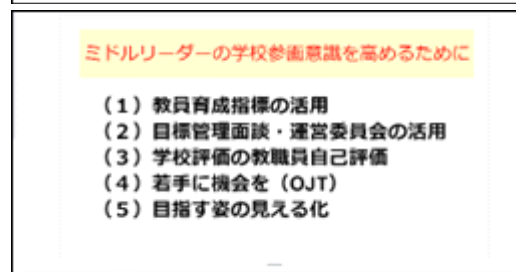 ミドルリーダーの学校参画意識を高めるために
（１）教員育成指標の活用
（２）目標管理面談・運営委員会の活用
（３）学校評価の教職員自己評価
（４）若手に機会を（OJT）
（５）目指す姿の見える化